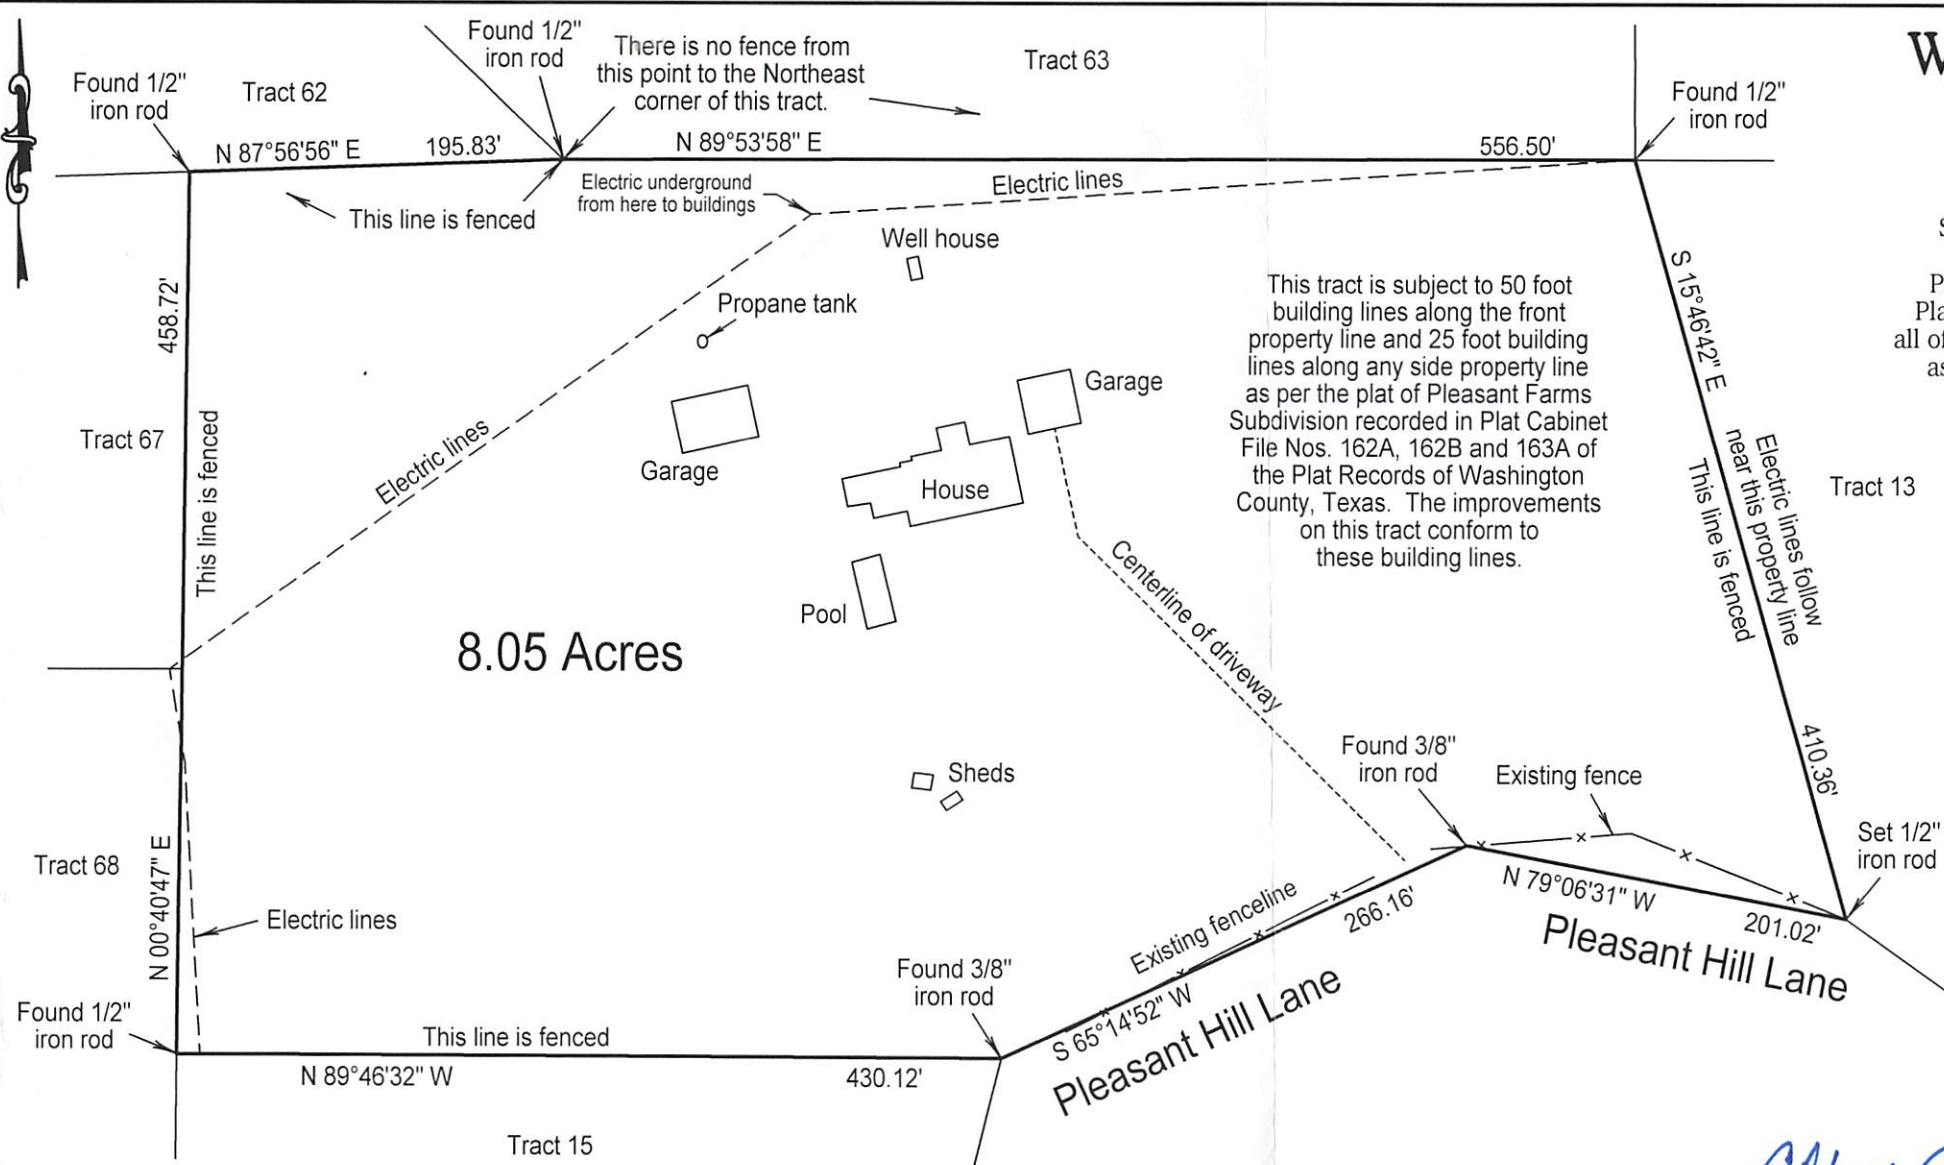 Found 1/2"
iron rod
Tract 62
Found 1/2"
iron rod
There is no fence from
this point to the Northeast
corner of this tract.
Tract 63
Found 1/2"
iron rod
N 87°56'56" E
195.83'
N 89°53'58" E
556.50'
This line is fenced
Electric underground
from here to buildings
Electric lines
Well house
Propane tank
458.72'
This line is fenced
Tract 67
Electric lines
Garage
Garage
House
Pool
This tract is subject to 50 foot
building lines along the front
property line and 25 foot building
lines along any side property line
as per the plat of Pleasant Farms
Subdivision recorded in Plat Cabinet
File Nos. 162A, 162B and 163A of
the Plat Records of Washington
County, Texas. The improvements
on this tract conform to
these building lines.
S 15°46'42" E
Electric lines follow
near this property line
This line is fenced
Tract 13
410.36'
8.05 Acres
Centerline of driveway
Sheds
Found 3/8"
iron rod
Existing fence
Set 1/2"
iron rod
Tract 68
N 00°40'47" E
Electric lines
N 79°06'31" W
201.02'
Pleasant Hill Lane
Existing fenceline
266.16'
S 65°14'52" W
Pleasant Hill Lane
Found 3/8"
iron rod
Found 1/2"
iron rod
This line is fenced
N 89°46'32" W
430.12'
Tract 15